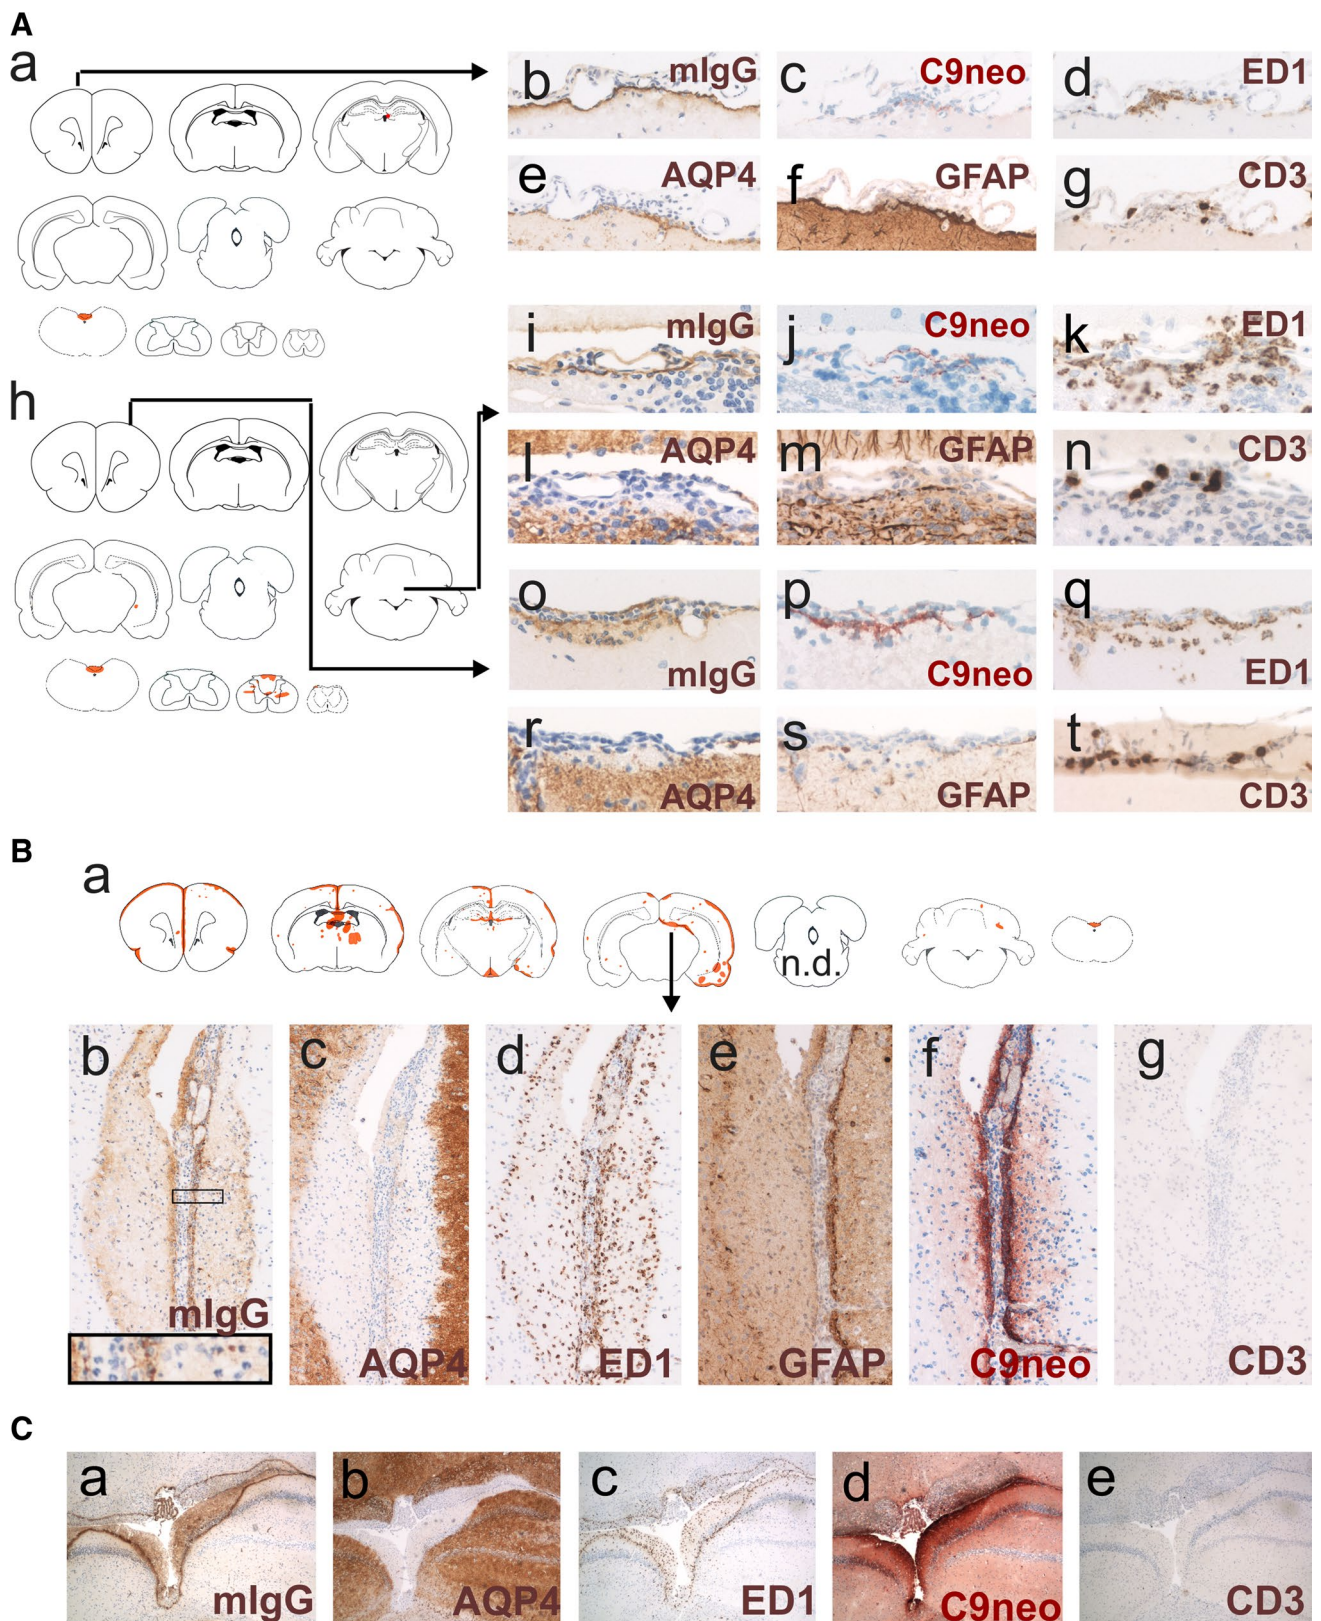 A
a
b mIgG
c C9neo
d ED1
e AQP4
f GFAP
g CD3
h
i mIgG
j C9neo
k ED1
l AQP4
m GFAP
n CD3
o mIgG
p C9neo
q ED1
r AQP4
s GFAP
t CD3
B
a
n.d.
b mIgG
c AQP4
d ED1
e GFAP
f C9neo
g CD3
C
a mIgG
b AQP4
c ED1
d C9neo
e CD3